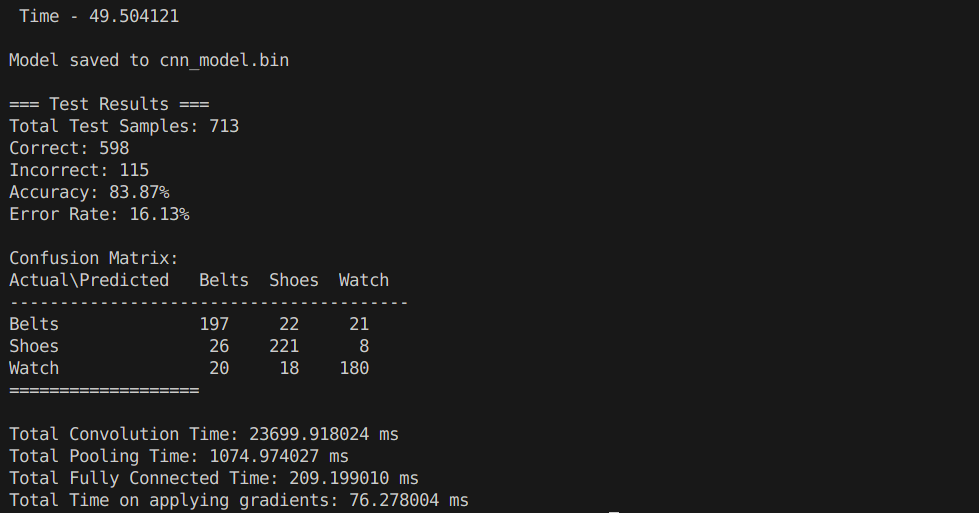 Time - 49.504121
Model saved to cnn_model.bin
=== Test Results ===
Total Test Samples: 713
Correct: 598
Incorrect: 115
Accuracy: 83.87%
Error Rate: 16.13%
Confusion Matrix:
Actual\Predicted   Belts  Shoes  Watch
----------------------------------------
Belts              197     22     21
Shoes               26    221      8
Watch               20     18    180
===================
Total Convolution Time: 23699.918024 ms
Total Pooling Time: 1074.974027 ms
Total Fully Connected Time: 209.199010 ms
Total Time on applying gradients: 76.278004 ms